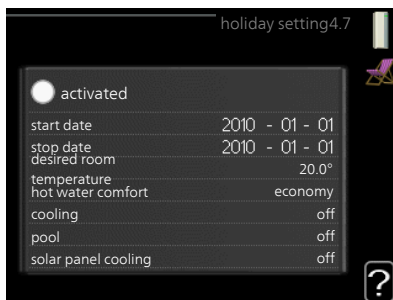 holiday setting4.7
activated
start date 2010 - 01 - 01
stop date 2010 - 01 - 01
desired room
temperature 20.0°
hot water comfort economy
cooling off
pool off
solar panel cooling off
?